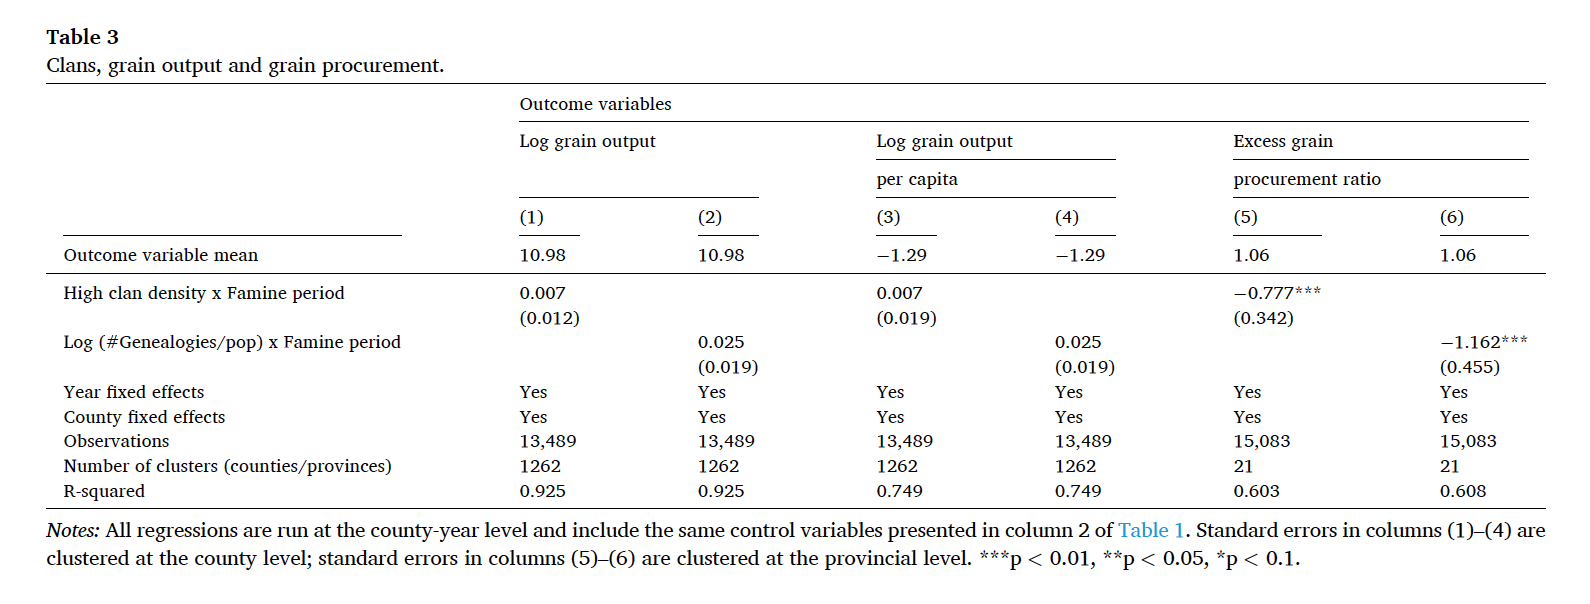 Table 3
Clans, grain output and grain procurement.
Outcome variables
Log grain output Log grain output Excess grain
per capita procurement ratio
(1) (2) (3) (4) (5) (6)
Outcome variable mean 10.98 10.98 −1.29 −1.29 1.06 1.06
High clan density x Famine period 0.007 0.007 −0.777***
(0.012) (0.019) (0.342)
Log (#Genealogies/pop) x Famine period 0.025 0.025 −1.162***
(0.019) (0.019) (0.455)
Year fixed effects Yes Yes Yes Yes Yes Yes
County fixed effects Yes Yes Yes Yes Yes Yes
Observations 13,489 13,489 13,489 13,489 15,083 15,083
Number of clusters (counties/provinces) 1262 1262 1262 1262 21 21
R-squared 0.925 0.925 0.749 0.749 0.603 0.608
Notes: All regressions are run at the county-year level and include the same control variables presented in column 2 of Table 1. Standard errors in columns (1)–(4) are
clustered at the county level; standard errors in columns (5)–(6) are clustered at the provincial level. ***p < 0.01, **p < 0.05, *p < 0.1.